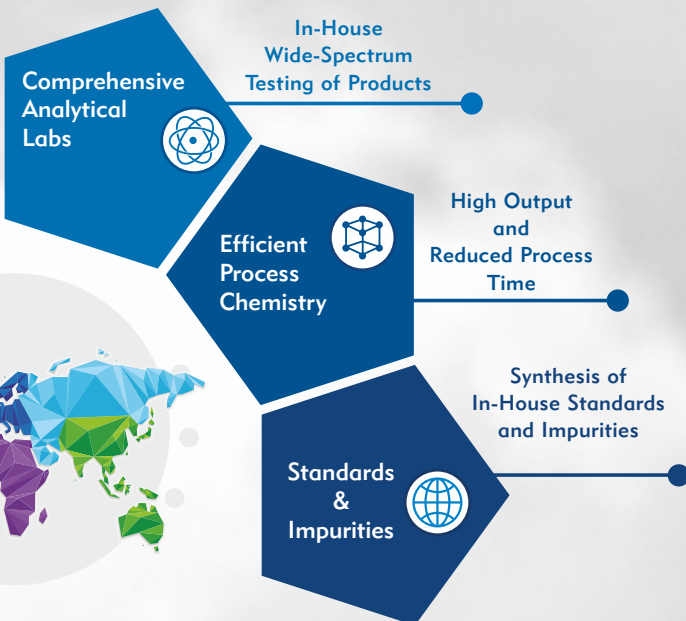 Comprehensive
Analytical
Labs
In-House
Wide-Spectrum
Testing of Products
Efficient
Process
Chemistry
High Output
and
Reduced Process
Time
Standards
&
Impurities
Synthesis of
In-House Standards
and Impurities